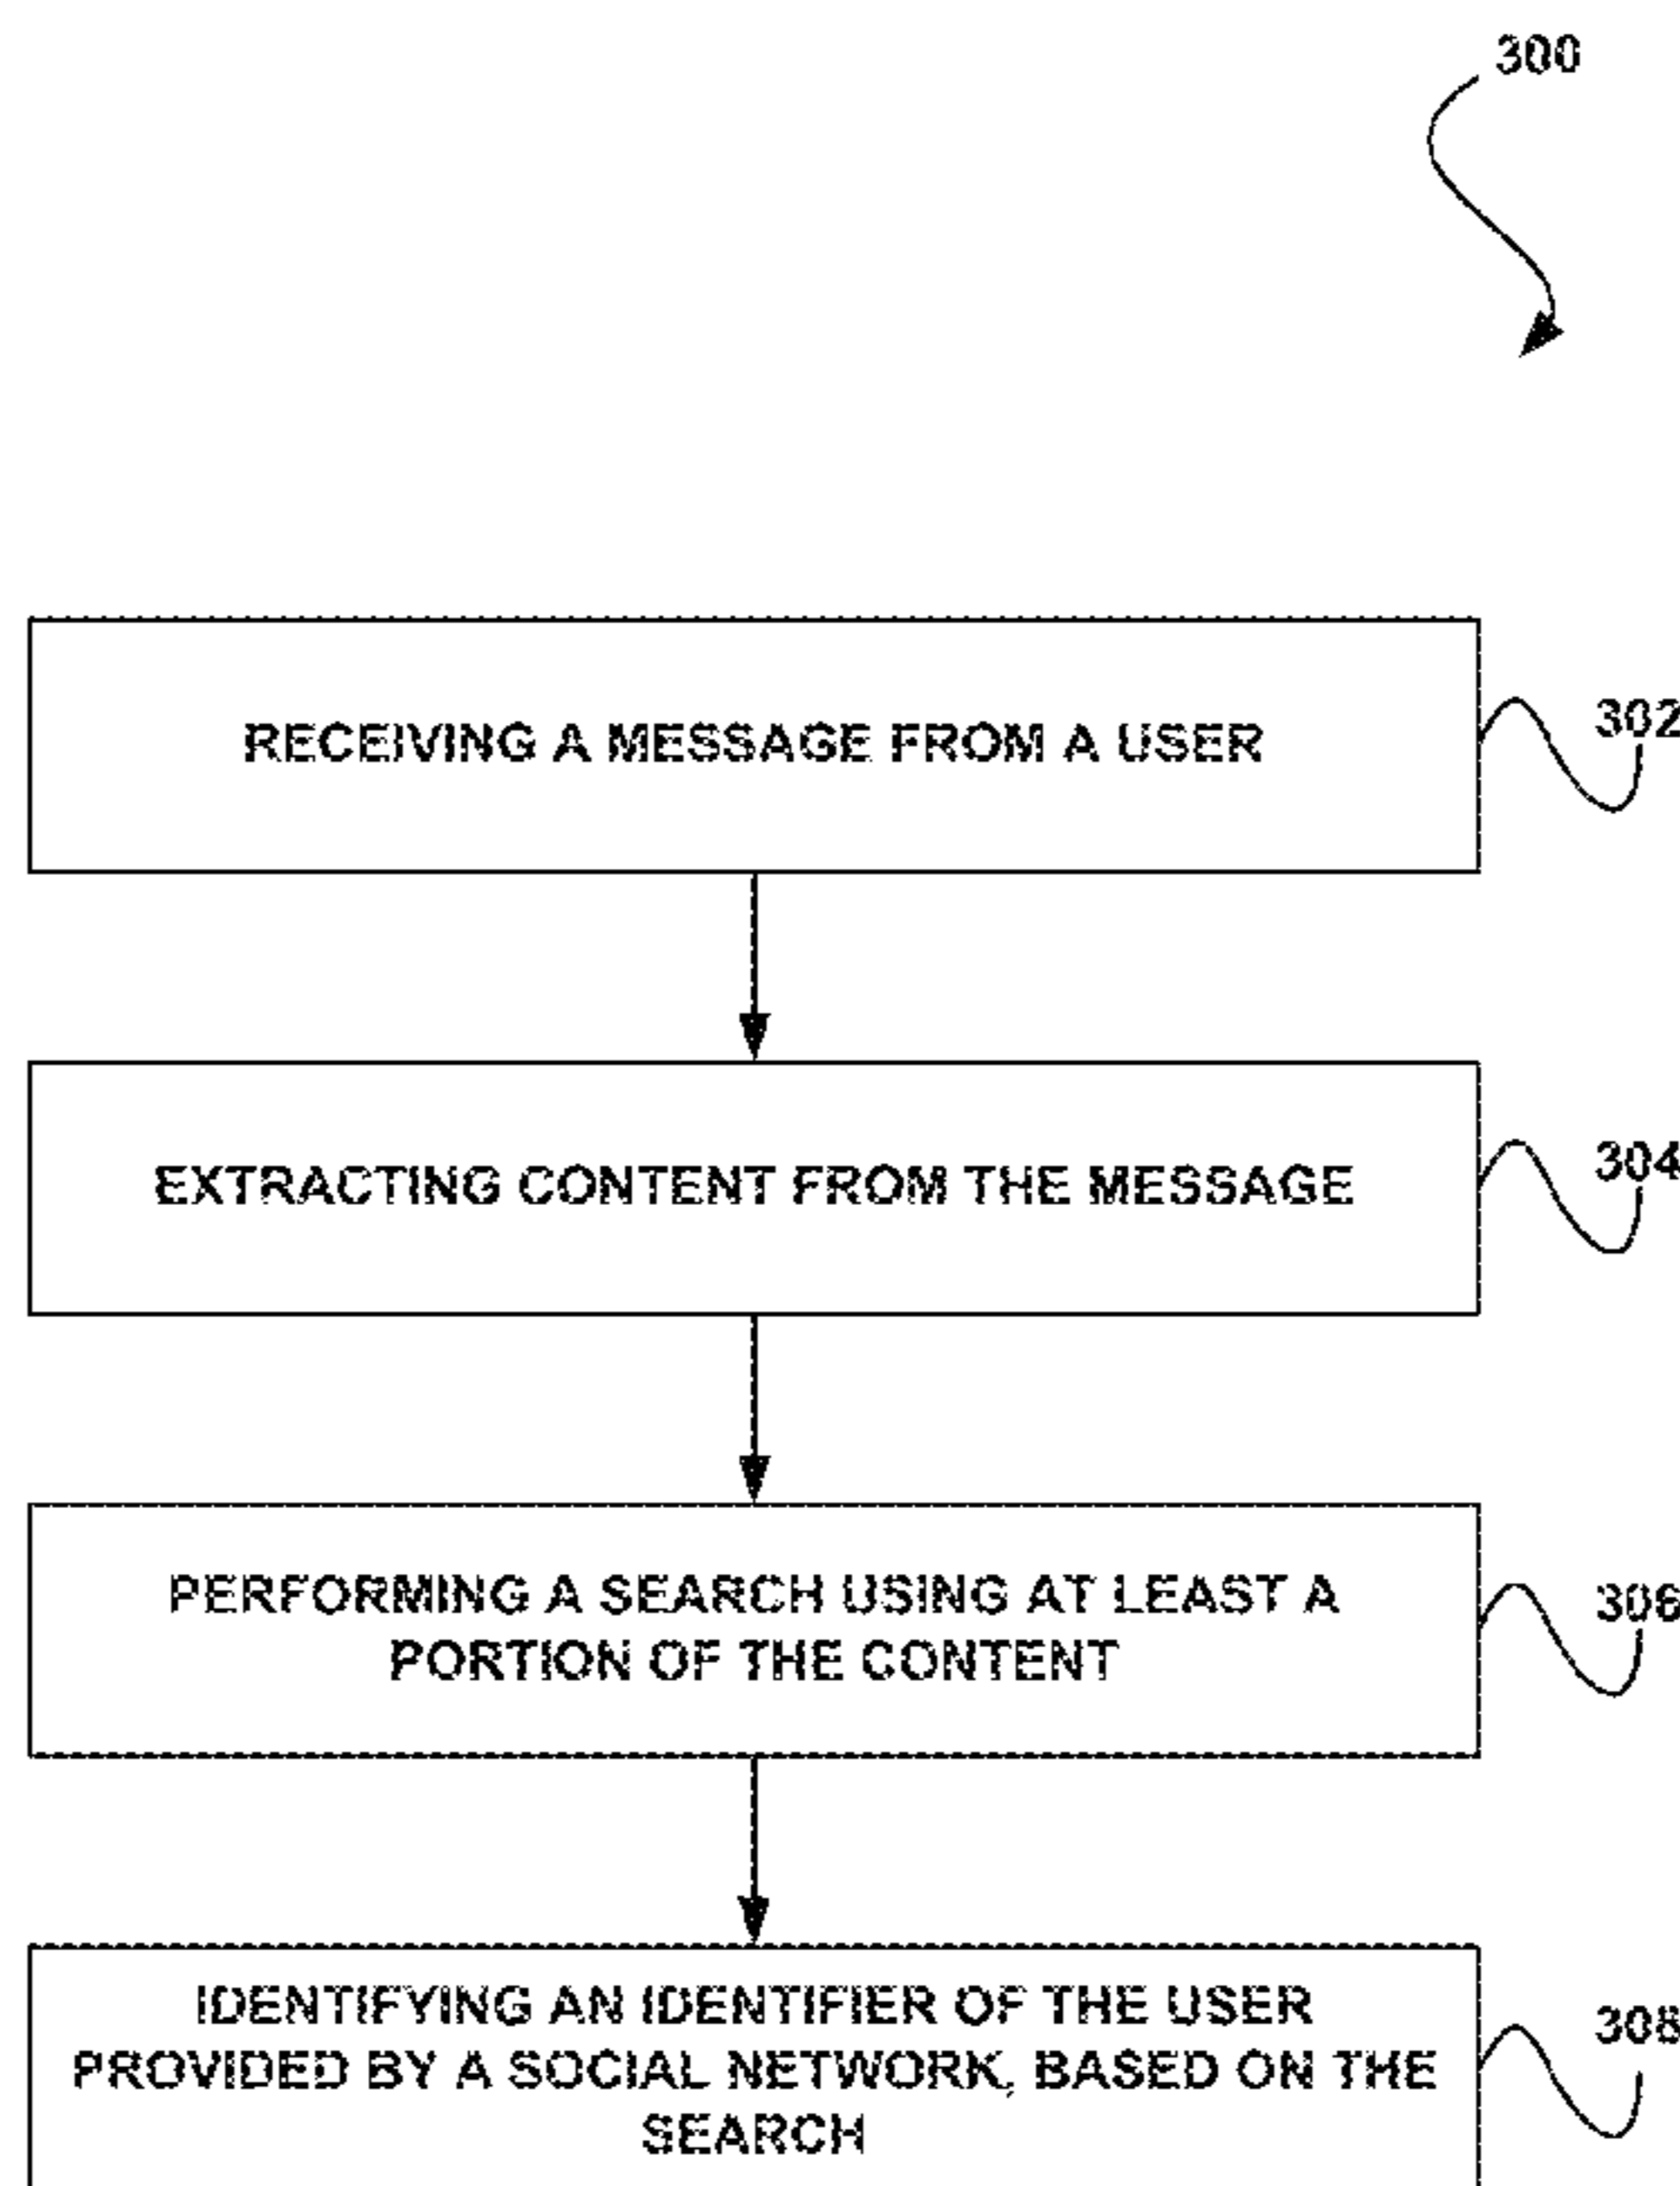 300
RECEIVING A MESSAGE FROM A USER
302
EXTRACTING CONTENT FROM THE MESSAGE
304
PERFORMING A SEARCH USING AT LEAST A
PORTION OF THE CONTENT
306
IDENTIFYING AN IDENTIFIER OF THE USER
PROVIDED BY A SOCIAL NETWORK, BASED ON THE
SEARCH
308